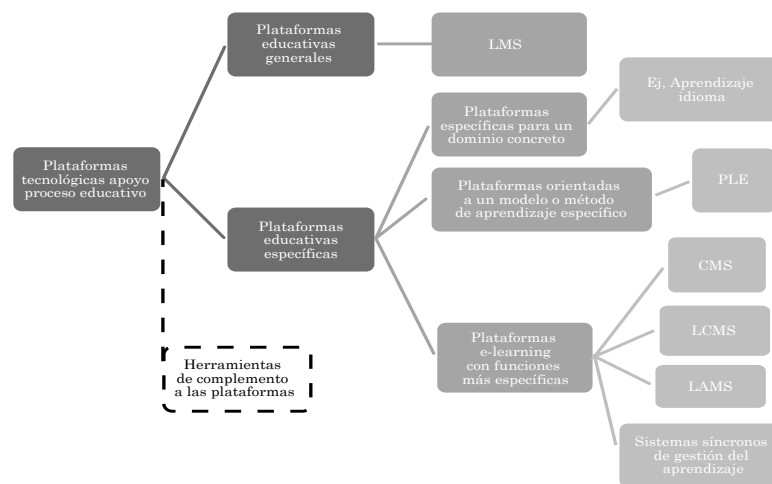 Plataformas
educativas
generales
LMS
Plataformas
específicas para un
dominio concreto
Ej, Aprendizaje
idioma
Plataformas
tecnológicas apoyo
proceso educativo
Plataformas orientadas
a un modelo o método
de aprendizaje específico
PLE
Plataformas
educativas
específicas
CMS
Plataformas
e-learning
con funciones
más específicas
LCMS
LAMS
Herramientas
de complemento
a las plataformas
Sistemas síncronos
de gestión del
aprendizaje